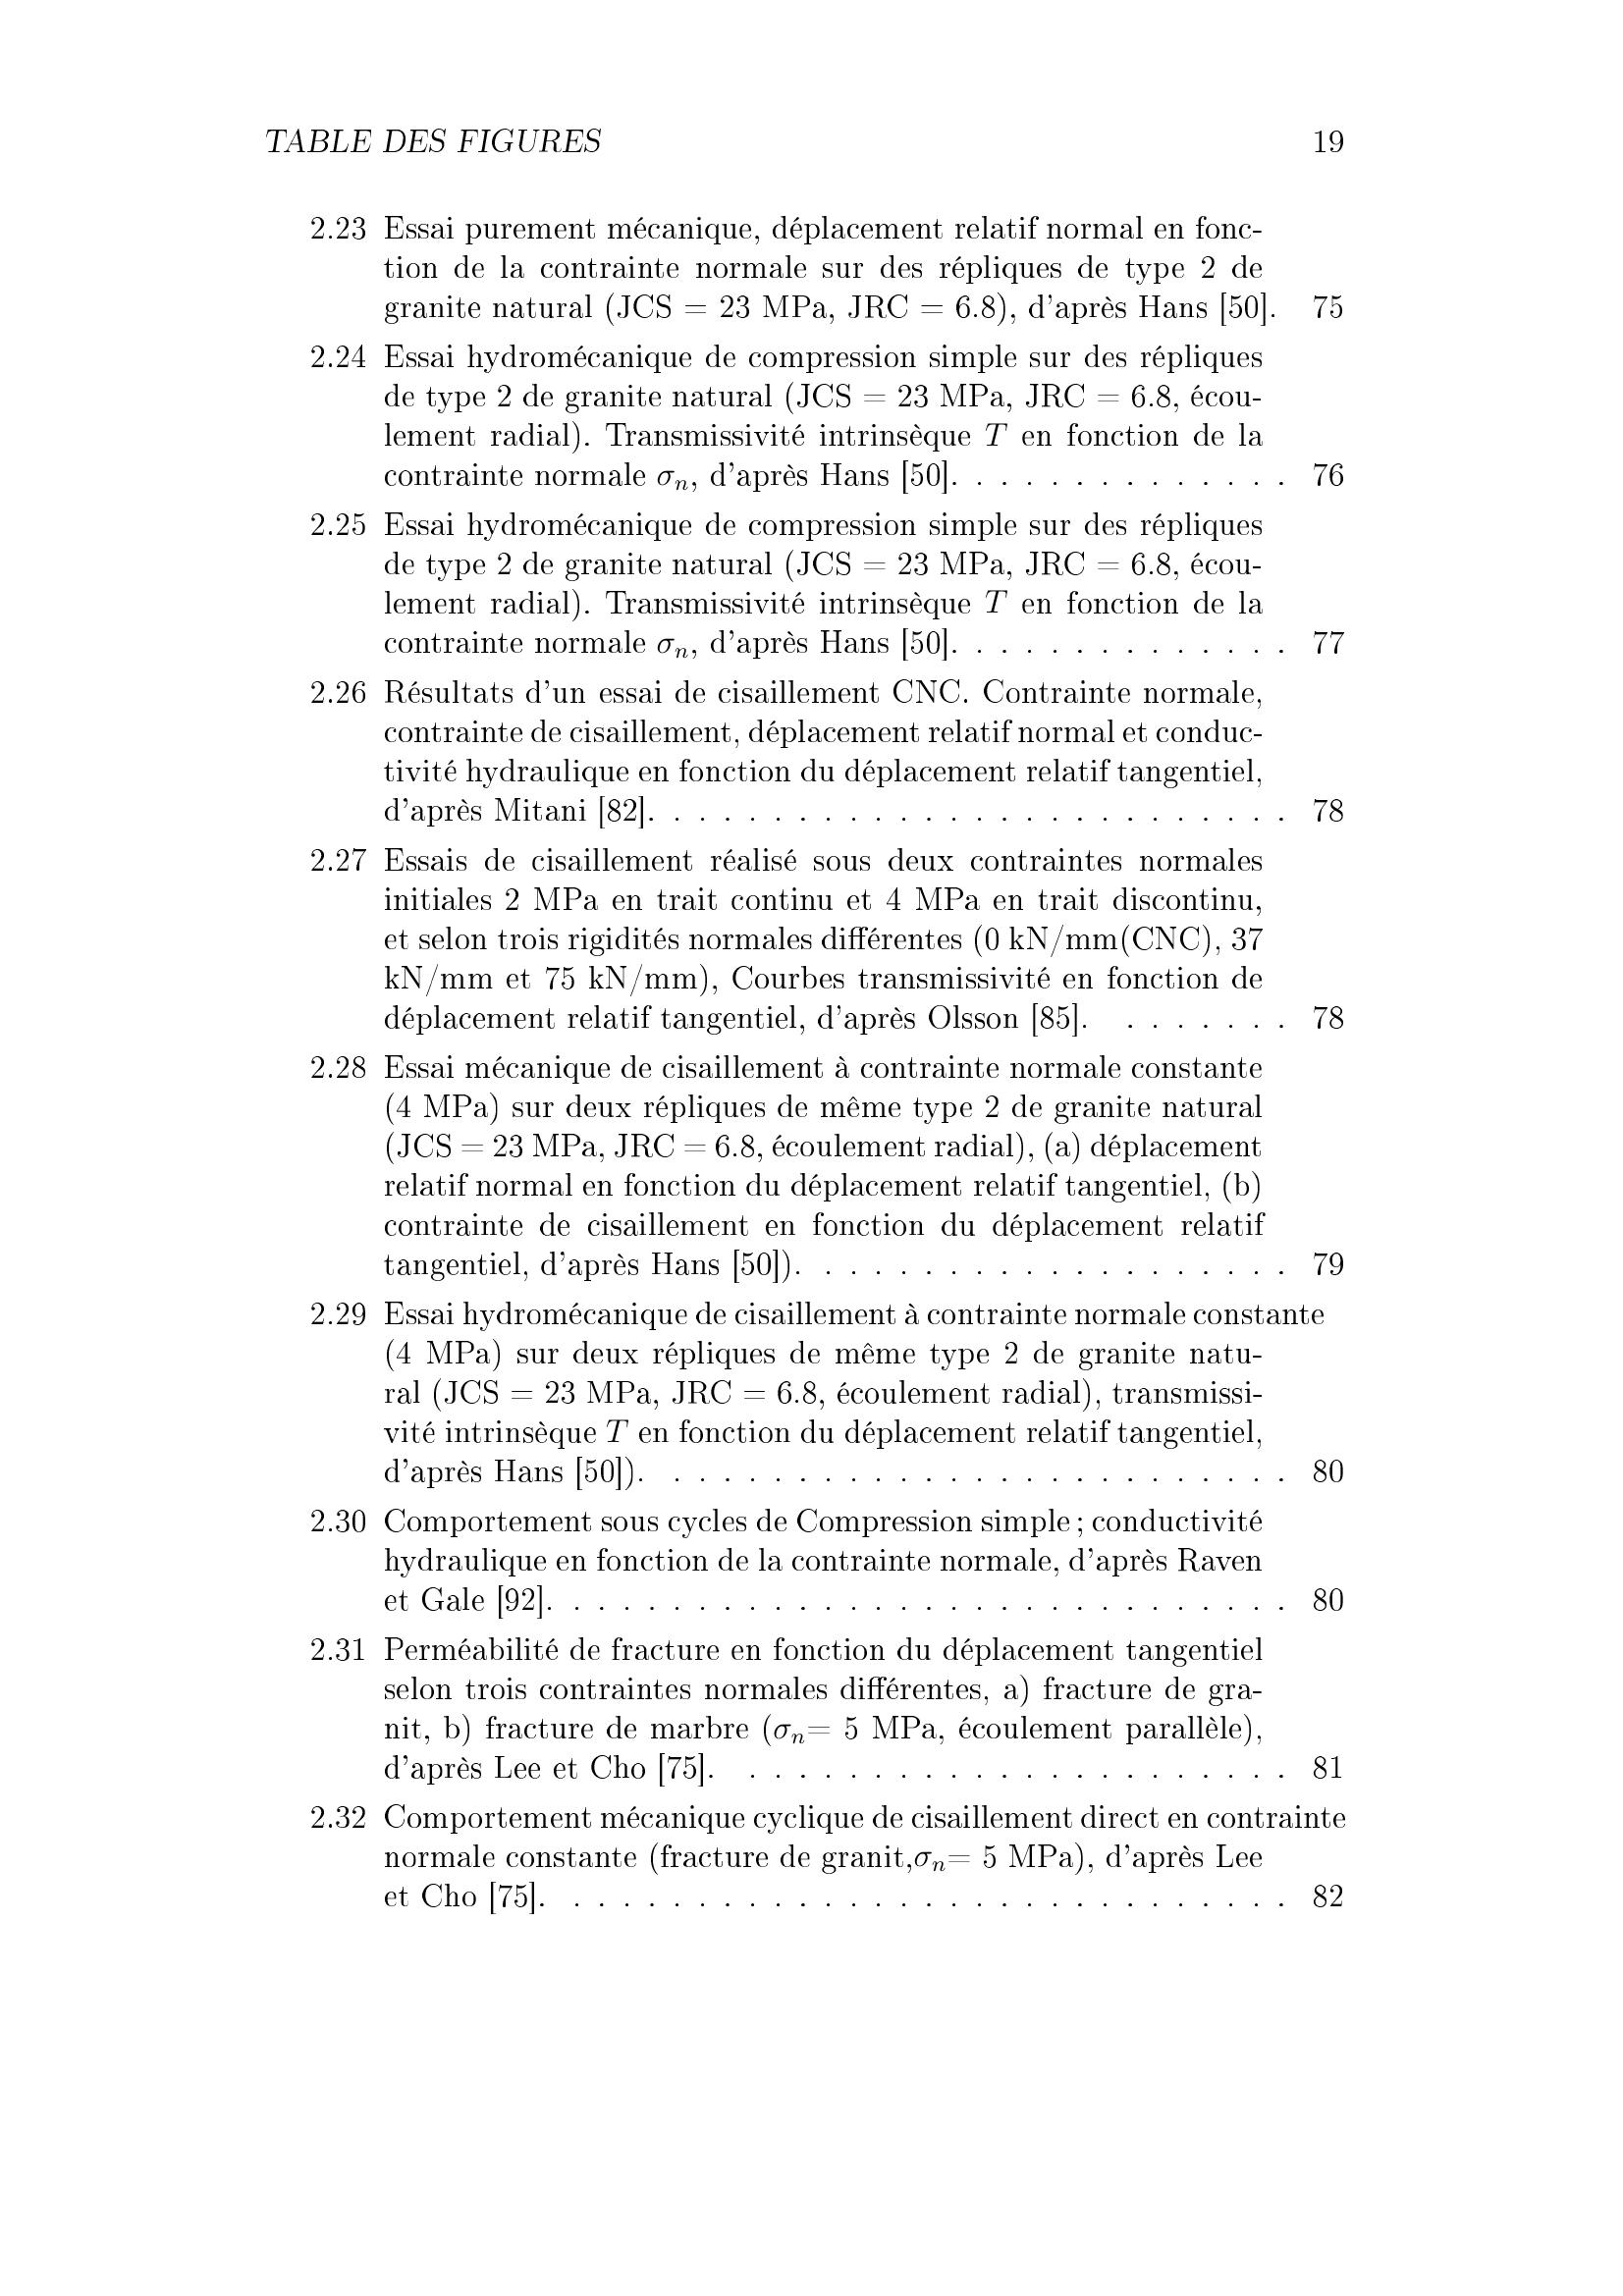 TABLE DES FIGURES 19
2.23 Essai purement mécanique, déplacement relatif normal en fonc-
tion de la contrainte normale sur des répliques de type 2 de
granite natural (JCS = 23 MPa, JRC = 6.8), d'après Hans [50]. 75
2.24 Essai hydromécanique de compression simple sur des répliques
de type 2 de granite natural (JCS = 23 MPa, JRC = 6.8, écou-
lement radial). Transmissivité intrinsèque T en fonction de la
contrainte normale σn, d'après Hans [50]. . . . . . . . . . . . . . 76
2.25 Essai hydromécanique de compression simple sur des répliques
de type 2 de granite natural (JCS = 23 MPa, JRC = 6.8, écou-
lement radial). Transmissivité intrinsèque T en fonction de la
contrainte normale σn, d'après Hans [50]. . . . . . . . . . . . . . 77
2.26 Résultats d'un essai de cisaillement CNC. Contrainte normale,
contrainte de cisaillement, déplacement relatif normal et conduc-
tivité hydraulique en fonction du déplacement relatif tangentiel,
d'après Mitani [82]. . . . . . . . . . . . . . . . . . . . . . . . . . 78
2.27 Essais de cisaillement réalisé sous deux contraintes normales
initiales 2 MPa en trait continu et 4 MPa en trait discontinu,
et selon trois rigidités normales différentes (0 kN/mm(CNC), 37
kN/mm et 75 kN/mm), Courbes transmissivité en fonction de
déplacement relatif tangentiel, d'après Olsson [85]. . . . . . . . 78
2.28 Essai mécanique de cisaillement à contrainte normale constante
(4 MPa) sur deux répliques de même type 2 de granite natural
(JCS = 23 MPa, JRC = 6.8, écoulement radial), (a) déplacement
relatif normal en fonction du déplacement relatif tangentiel, (b)
contrainte de cisaillement en fonction du déplacement relatif
tangentiel, d'après Hans [50]). . . . . . . . . . . . . . . . . . . . 79
2.29 Essai hydromécanique de cisaillement à contrainte normale constante
(4 MPa) sur deux répliques de même type 2 de granite natu-
ral (JCS = 23 MPa, JRC = 6.8, écoulement radial), transmissi-
vité intrinsèque T en fonction du déplacement relatif tangentiel,
d'après Hans [50]). . . . . . . . . . . . . . . . . . . . . . . . . . 80
2.30 Comportement sous cycles de Compression simple ; conductivité
hydraulique en fonction de la contrainte normale, d'après Raven
et Gale [92]. . . . . . . . . . . . . . . . . . . . . . . . . . . . . . 80
2.31 Perméabilité de fracture en fonction du déplacement tangentiel
selon trois contraintes normales différentes, a) fracture de gra-
nit, b) fracture de marbre (σn= 5 MPa, écoulement parallèle),
d'après Lee et Cho [75]. . . . . . . . . . . . . . . . . . . . . . . 81
2.32 Comportement mécanique cyclique de cisaillement direct en contrainte
normale constante (fracture de granit,σn= 5 MPa), d'après Lee
et Cho [75]. . . . . . . . . . . . . . . . . . . . . . . . . . . . . . 82